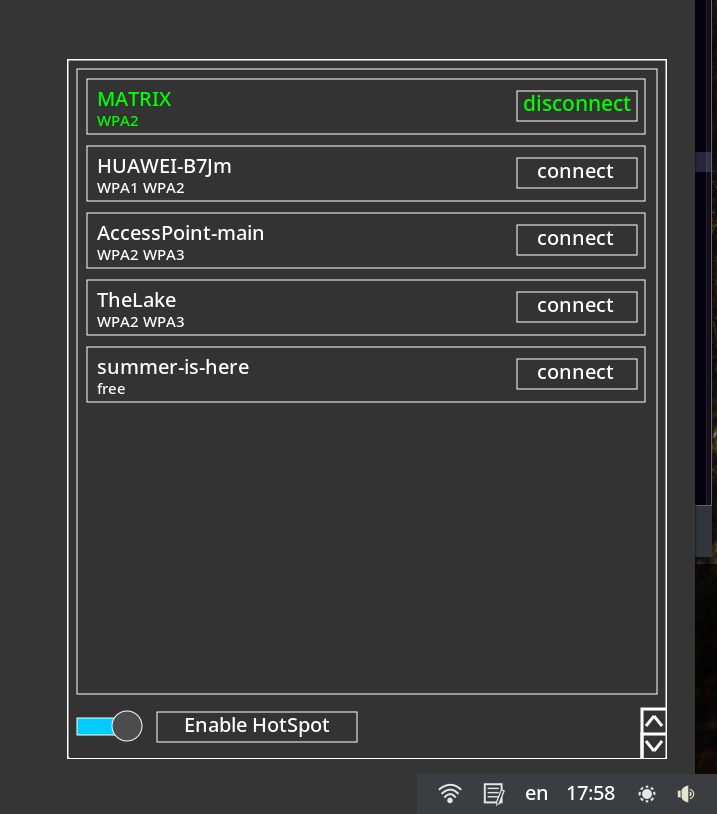 MATRIX
WPA2
disconnect
HUAWEI-B7Jm
WPA1 WPA2
connect
AccessPoint-main
WPA2 WPA3
connect
TheLake
WPA2 WPA3
connect
summer-is-here
free
connect
Enable HotSpot
en 17:58